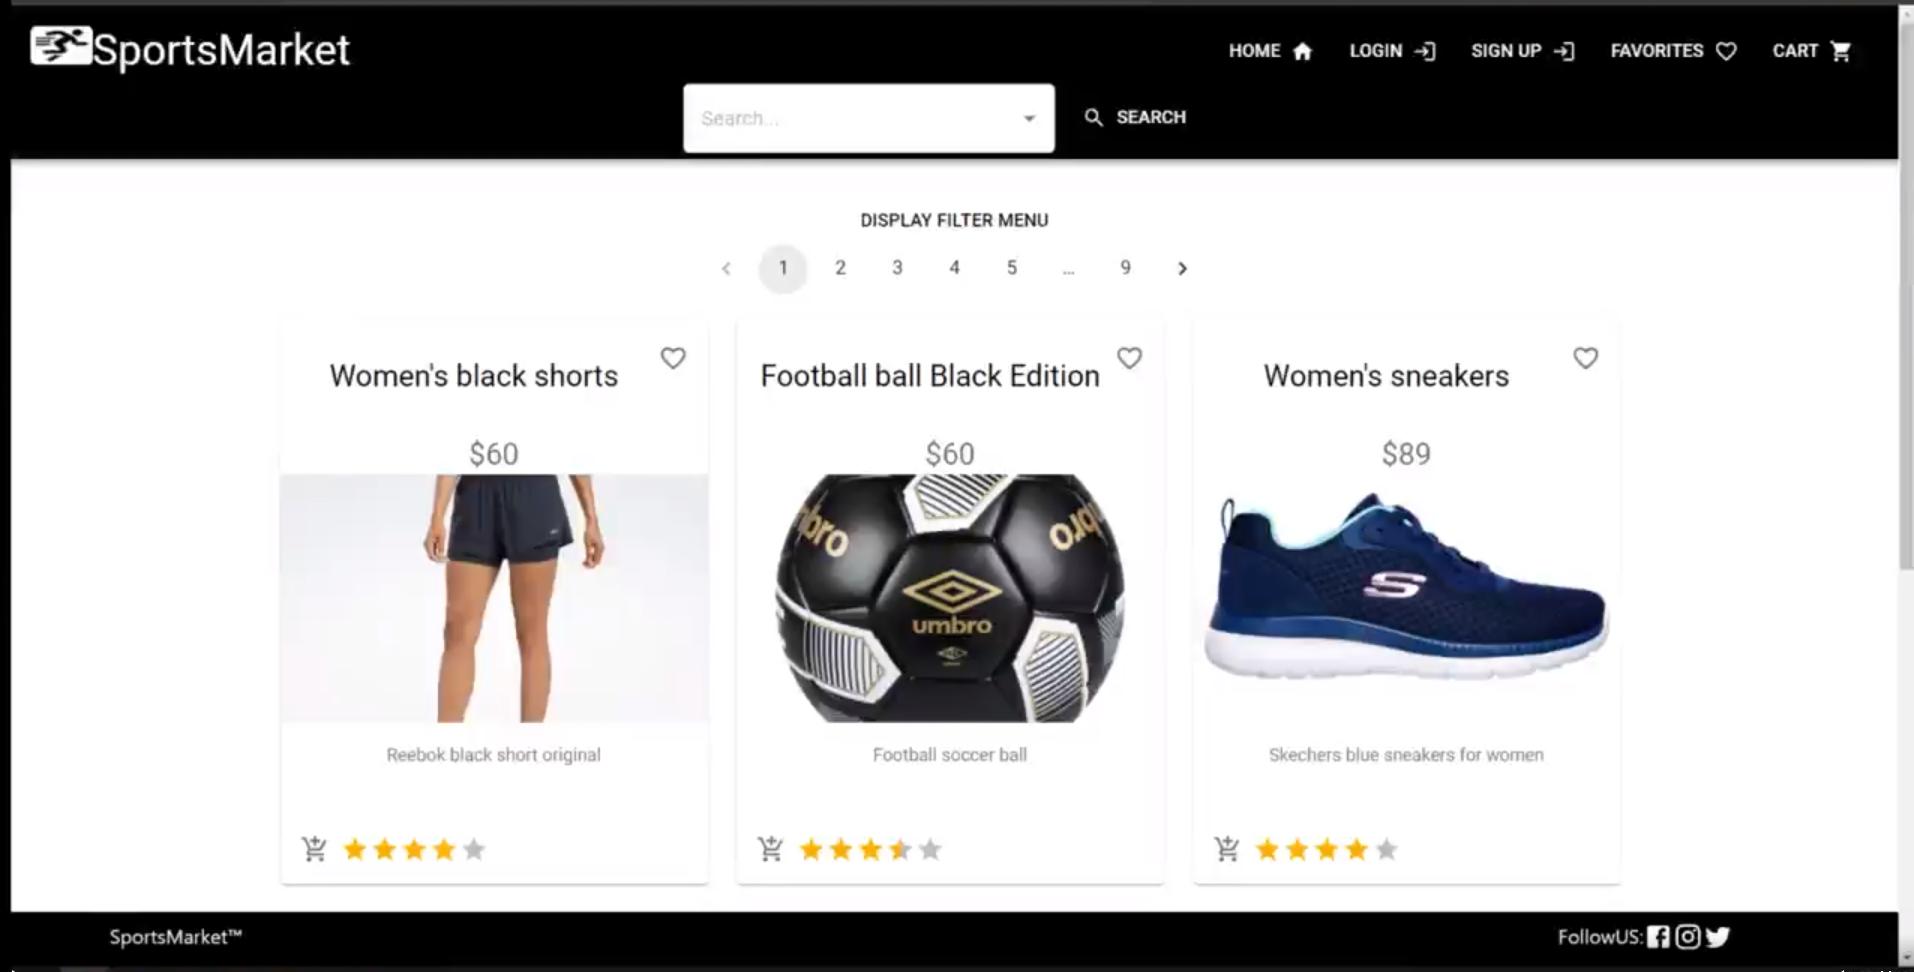 SportsMarket
HOME LOGIN SIGN UP FAVORITES CART
Search...
SEARCH
DISPLAY FILTER MENU
1 2 3 4 5 ... 9
Women's black shorts
$60
Reebok black short original
Football ball Black Edition
$60
mbro
umbro
umbro
Football soccer ball
Women's sneakers
$89
S
Skechers blue sneakers for women
SportsMarket™
FollowUS: